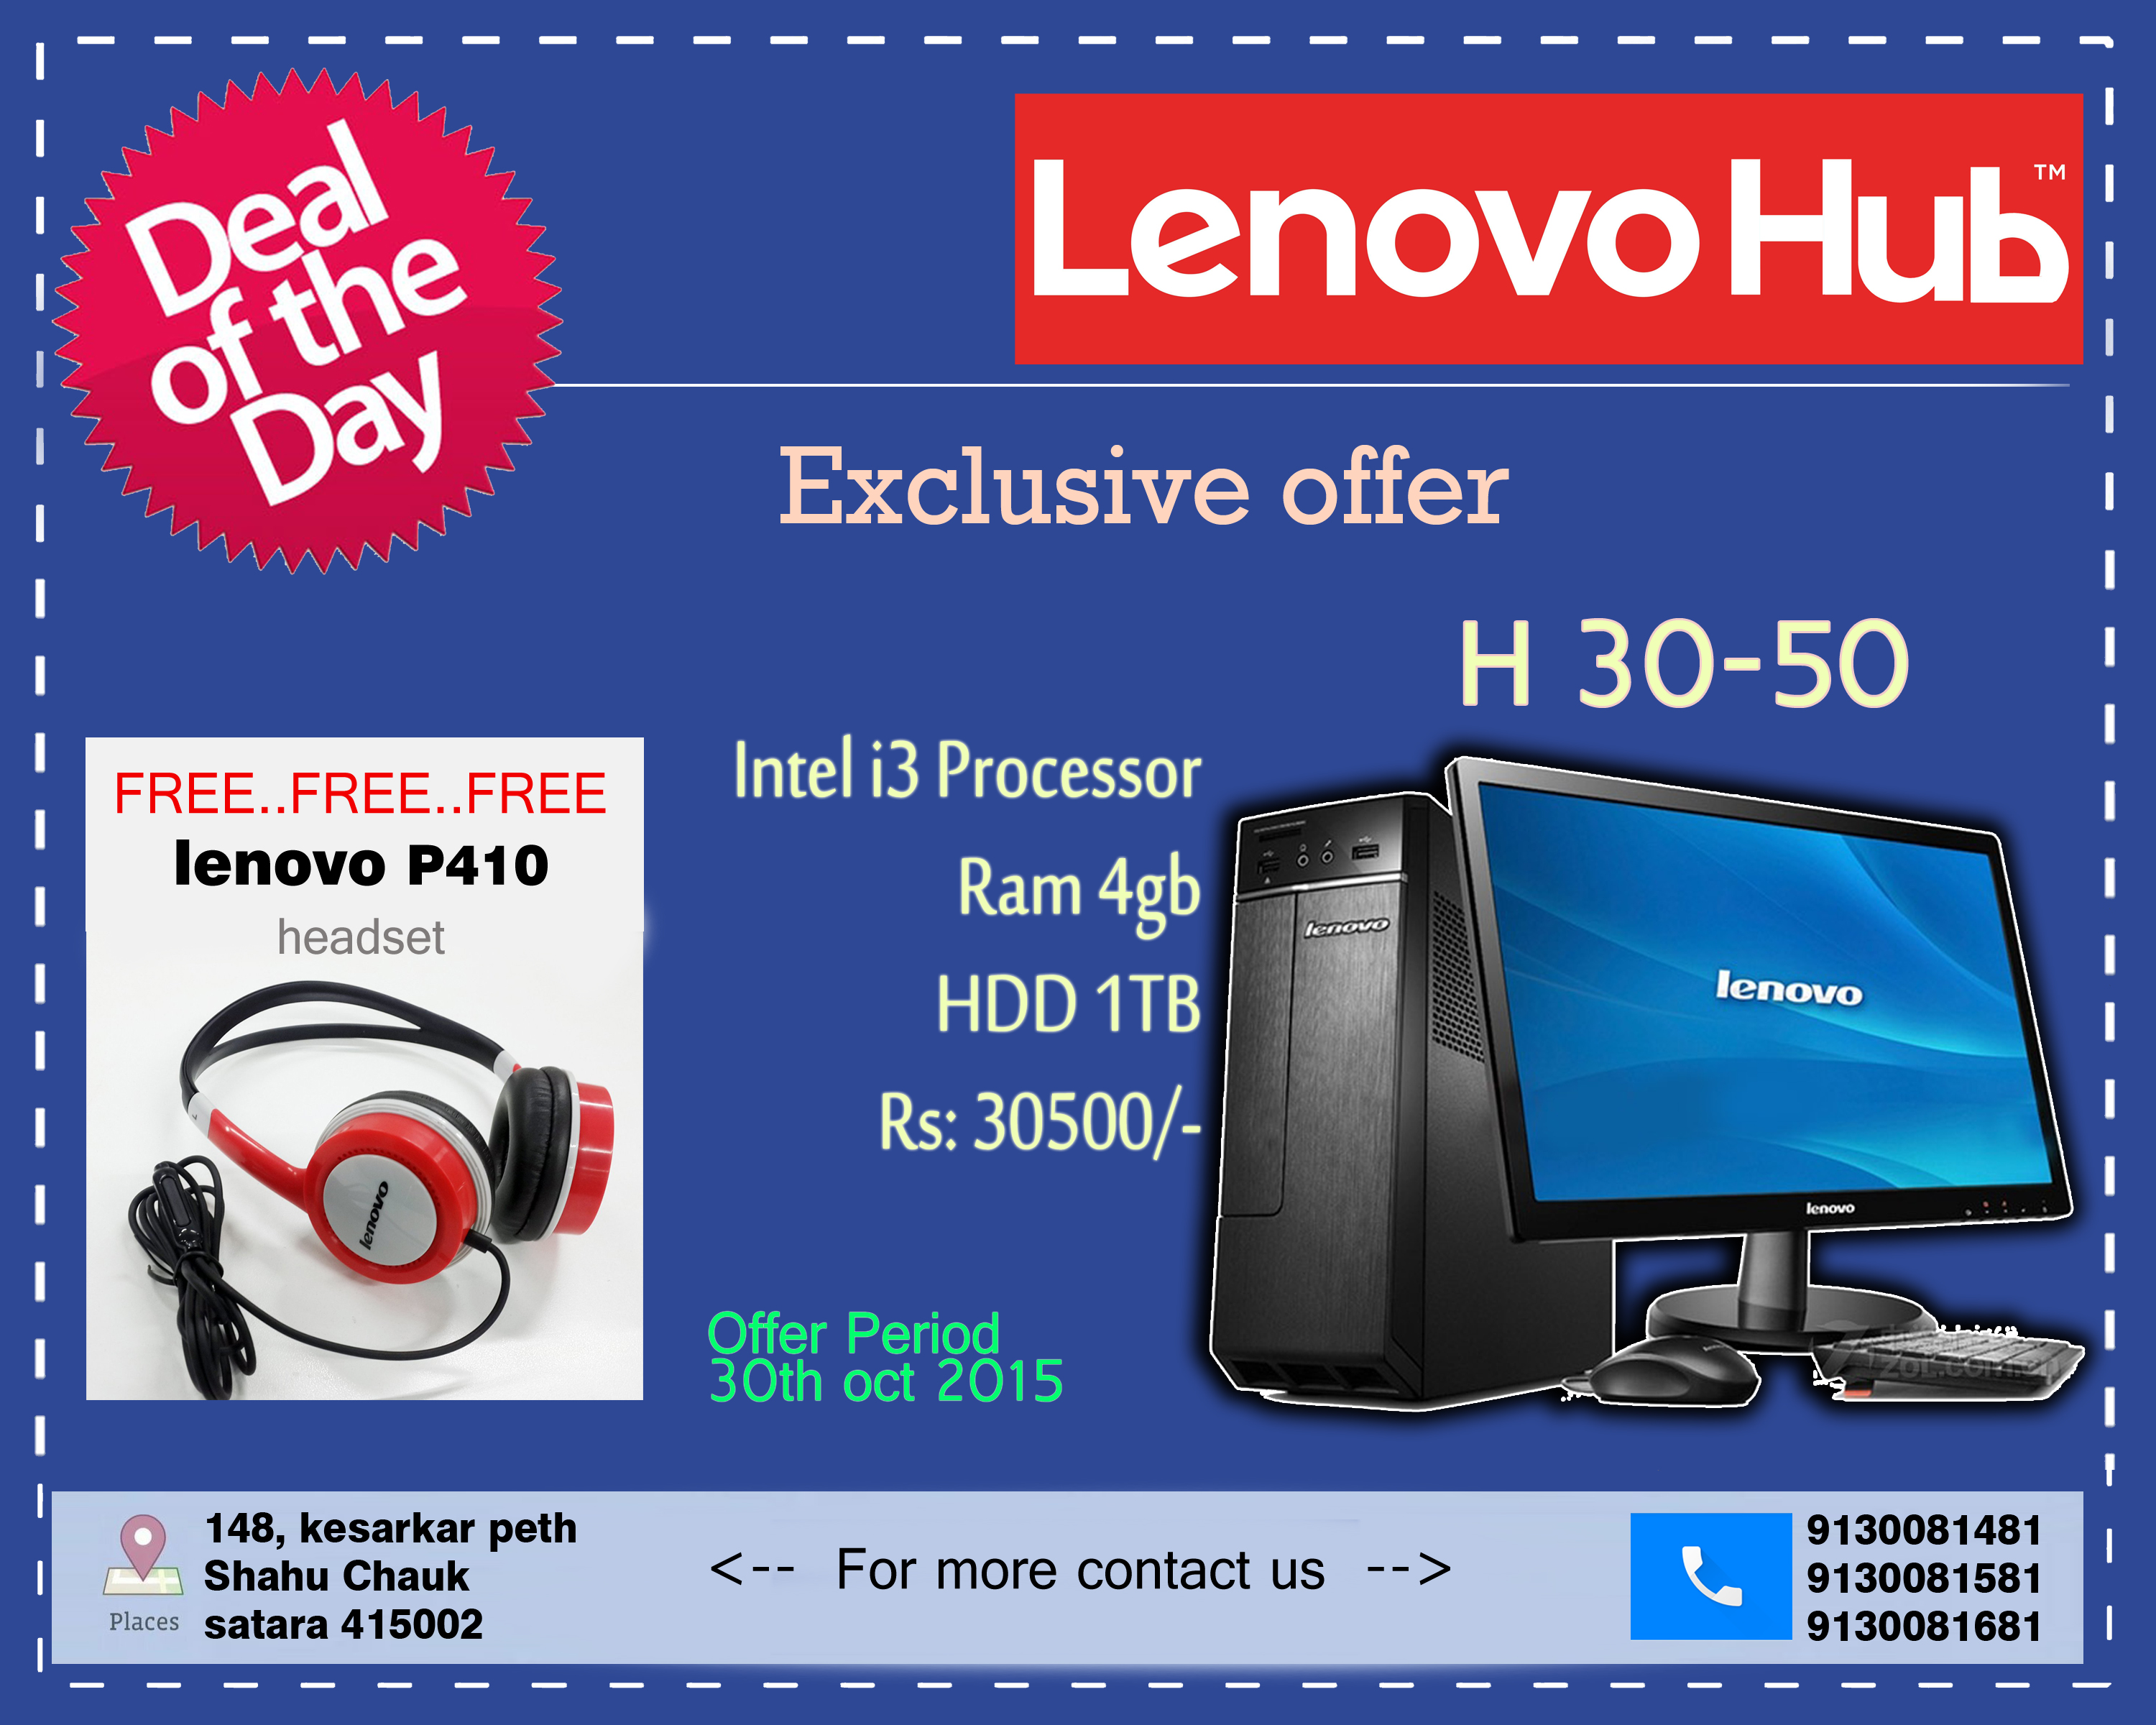 Deal
of the
Day
Lenovo Hub™
Exclusive offer
H 30-50
FREE..FREE..FREE
lenovo P410
headset
lenovo
Intel i3 Processor
Ram 4gb
HDD 1TB
Rs: 30500/-
lenovo
lenovo
lenovo
Offer Period
30th oct 2015
148, kesarkar peth
Shahu Chauk
satara 415002
Places
<-- For more contact us -->
9130081481
9130081581
9130081681